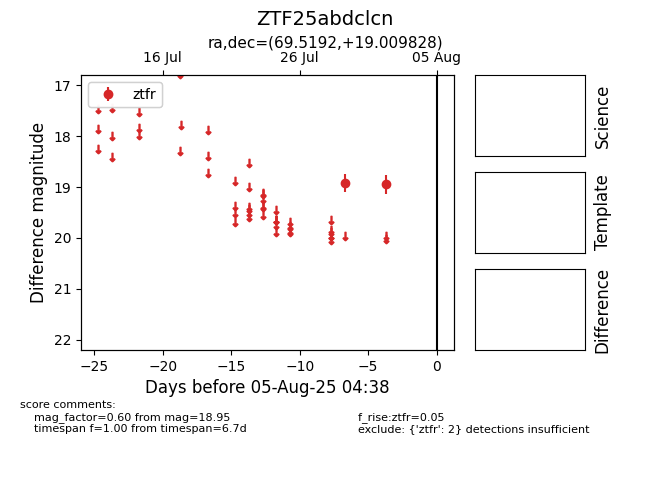 ZTF25abdclcn
ra,dec=(69.5192,+19.009828)
16 Jul 26 Jul 05 Aug
ztfr
17
18
19
20
21
22
Difference magnitude
−25 −20 −15 −10 −5 0
Days before 05-Aug-25 04:38
Science
Template
Difference
score comments:
mag_factor=0.60 from mag=18.95
timespan f=1.00 from timespan=6.7d
f_rise:ztfr=0.05
exclude: {'ztfr': 2} detections insufficient